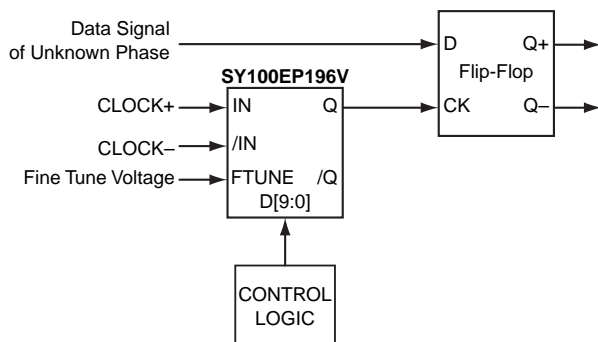 Data Signal
of Unknown Phase
D
Q+
Flip-Flop
CK
Q–
SY100EP196V
CLOCK+
IN
Q
CLOCK–
/IN
Fine Tune Voltage
FTUNE
/Q
D[9:0]
CONTROL
LOGIC